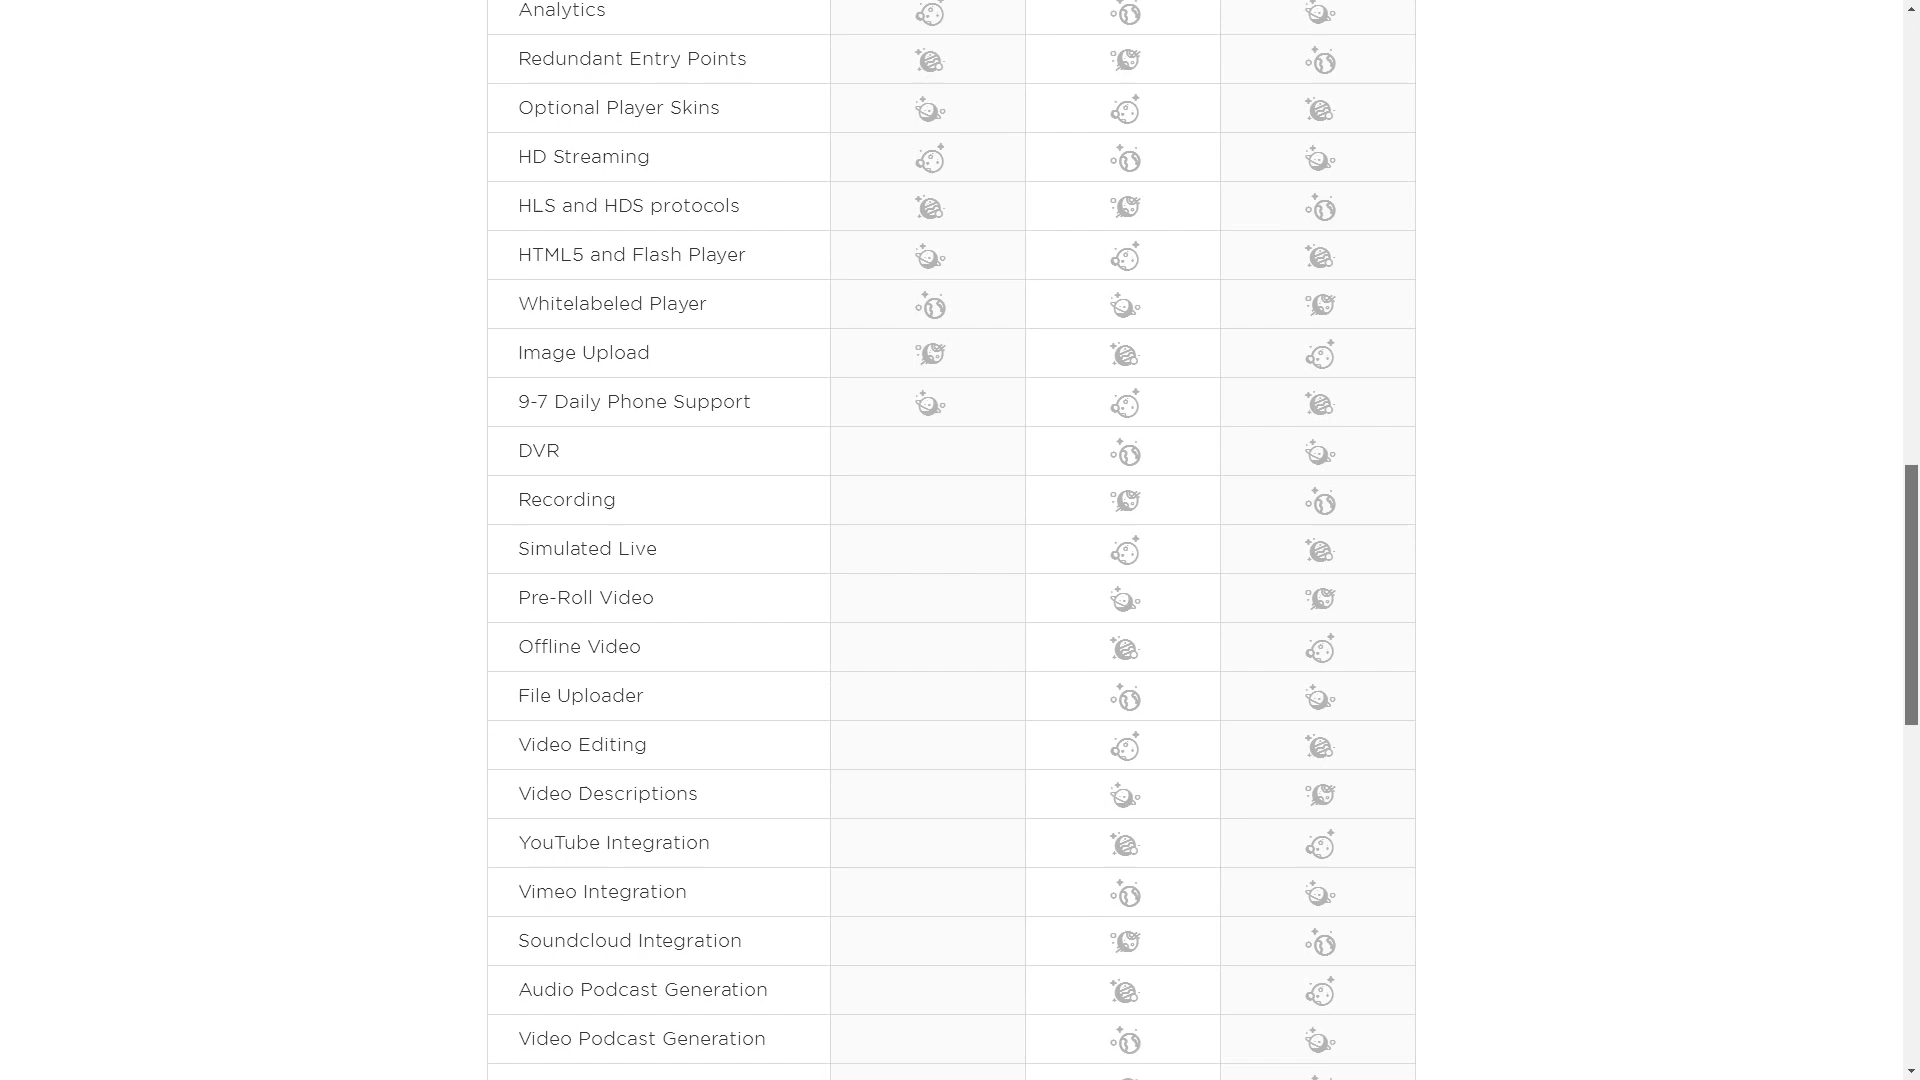 Analytics
Redundant Entry Points
Optional Player Skins
HD Streaming
HLS and HDS protocols
HTML5 and Flash Player
Whitelabeled Player
Image Upload
9-7 Daily Phone Support
DVR
Recording
Simulated Live
Pre-Roll Video
Offline Video
File Uploader
Video Editing
Video Descriptions
YouTube Integration
Vimeo Integration
Soundcloud Integration
Audio Podcast Generation
Video Podcast Generation